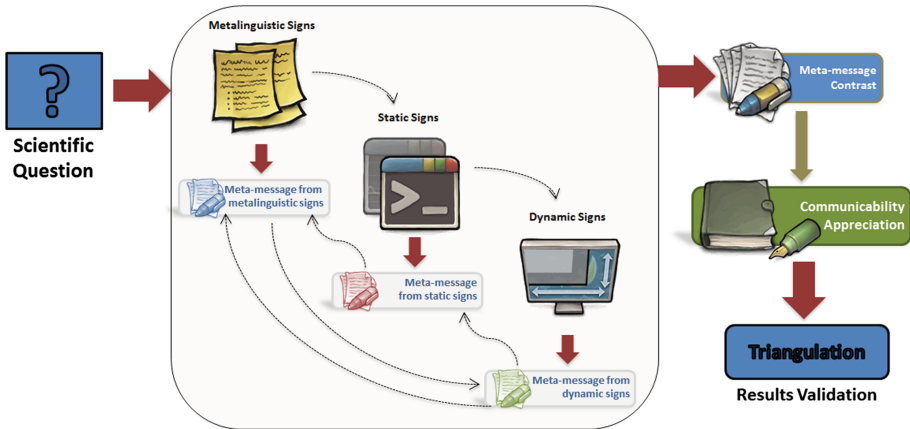 Metalinguistic Signs
Scientific
Question
Meta-message from
metalinguistic signs
Static Signs
Meta-message
from static signs
Dynamic Signs
Meta-message from
dynamic signs
Meta-message
Contrast
Communicability
Appreciation
Triangulation
Results Validation